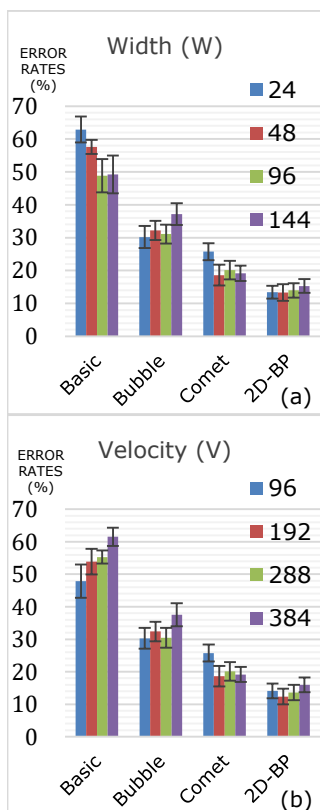 Width (W)
ERROR
RATES
(%)
24
48
96
144
70
60
50
40
30
20
10
0
Basic
Bubble
Comet
2D-BP
(a)
Velocity (V)
ERROR
RATES
(%)
96
192
288
384
70
60
50
40
30
20
10
0
Basic
Bubble
Comet
2D-BP
(b)